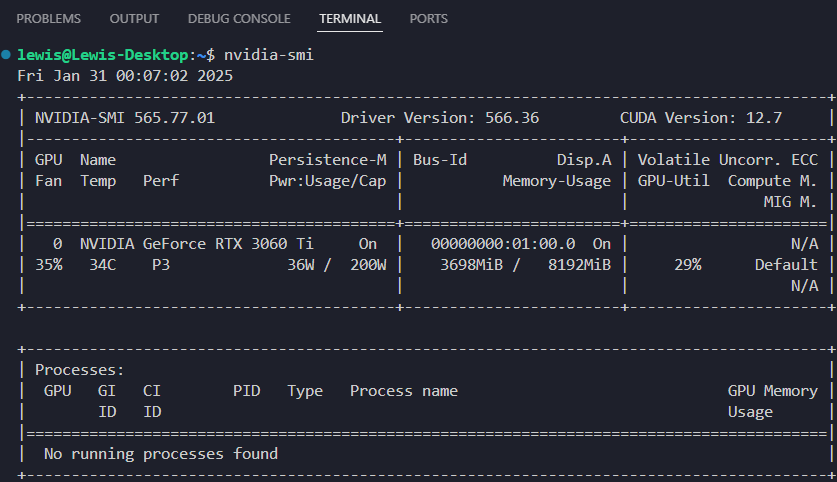 PROBLEMS OUTPUT DEBUG CONSOLE TERMINAL PORTS
lewis@Lewis-Desktop:~$ nvidia-smi
Fri Jan 31 00:07:02 2025
+-----------------------------------------------------------------------------------------+
| NVIDIA-SMI 565.77.01              Driver Version: 566.36         CUDA Version: 12.7     |
|-----------------------------------------+------------------------+----------------------+
| GPU  Name                 Persistence-M | Bus-Id          Disp.A | Volatile Uncorr. ECC |
| Fan  Temp   Perf          Pwr:Usage/Cap |           Memory-Usage | GPU-Util  Compute M. |
|                                         |                        |               MIG M. |
|=========================================+========================+======================|
|   0  NVIDIA GeForce RTX 3060 Ti     On  |   00000000:01:00.0  On |                  N/A |
| 35%   34C    P3              36W /  200W |    3698MiB /   8192MiB |     29%      Default |
|                                         |                        |                  N/A |
+-----------------------------------------+------------------------+----------------------+
+-----------------------------------------------------------------------------------------+
| Processes:                                                                              |
|  GPU   GI   CI        PID   Type   Process name                              GPU Memory |
|        ID   ID                                                               Usage      |
|=========================================================================================|
|  No running processes found                                                             |
+-----------------------------------------------------------------------------------------+